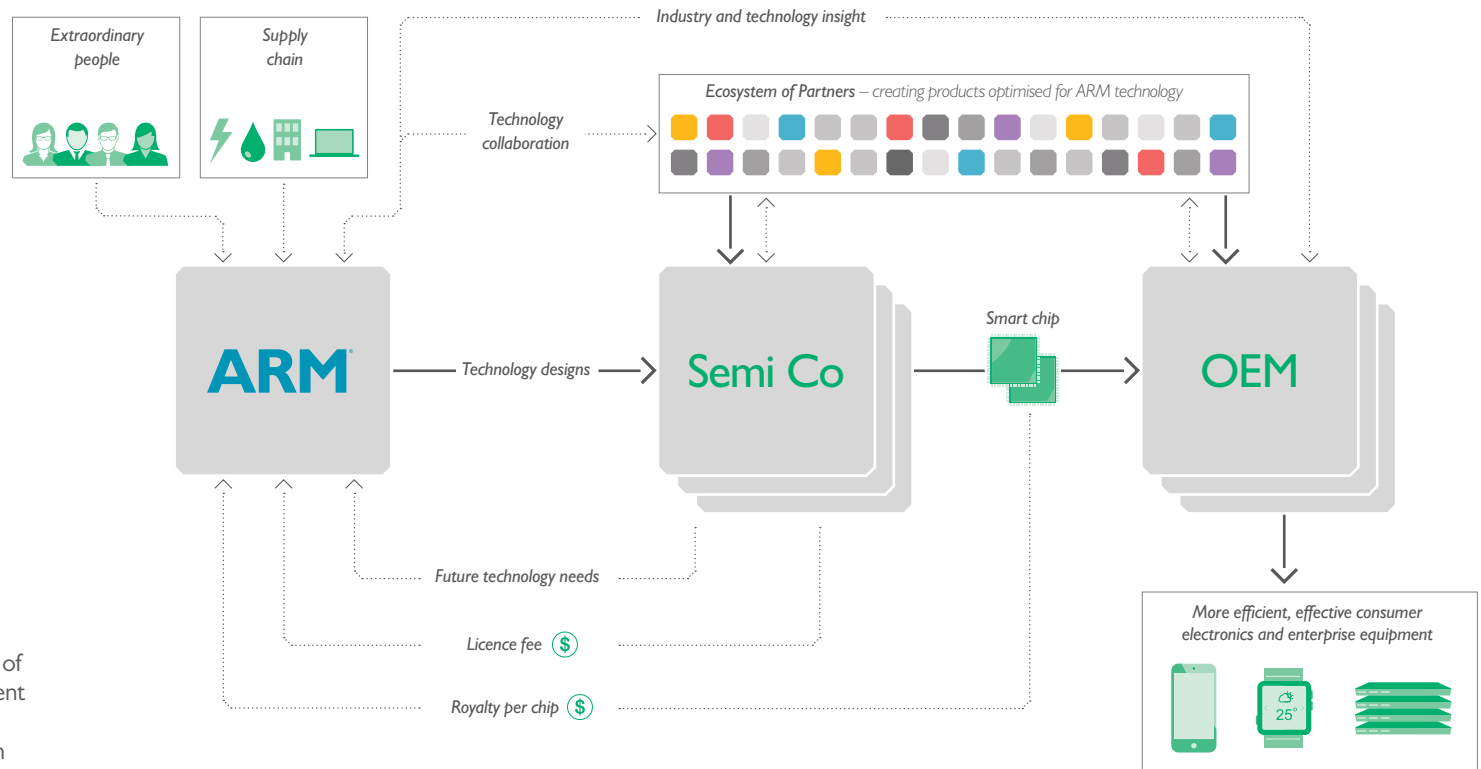 Industry and technology insight
Extraordinary
people
Supply
chain
Ecosystem of Partners – creating products optimised for ARM technology
Technology
collaboration
ARM®
Technology designs
Semi Co
Smart chip
OEM
Future technology needs
Licence fee $
Royalty per chip $
More efficient, effective consumer
electronics and enterprise equipment
25°
of
ent
n